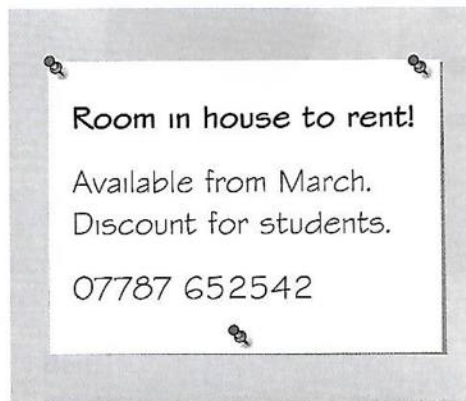 Room in house to rent!
Available from March.
Discount for students.
07787 652542